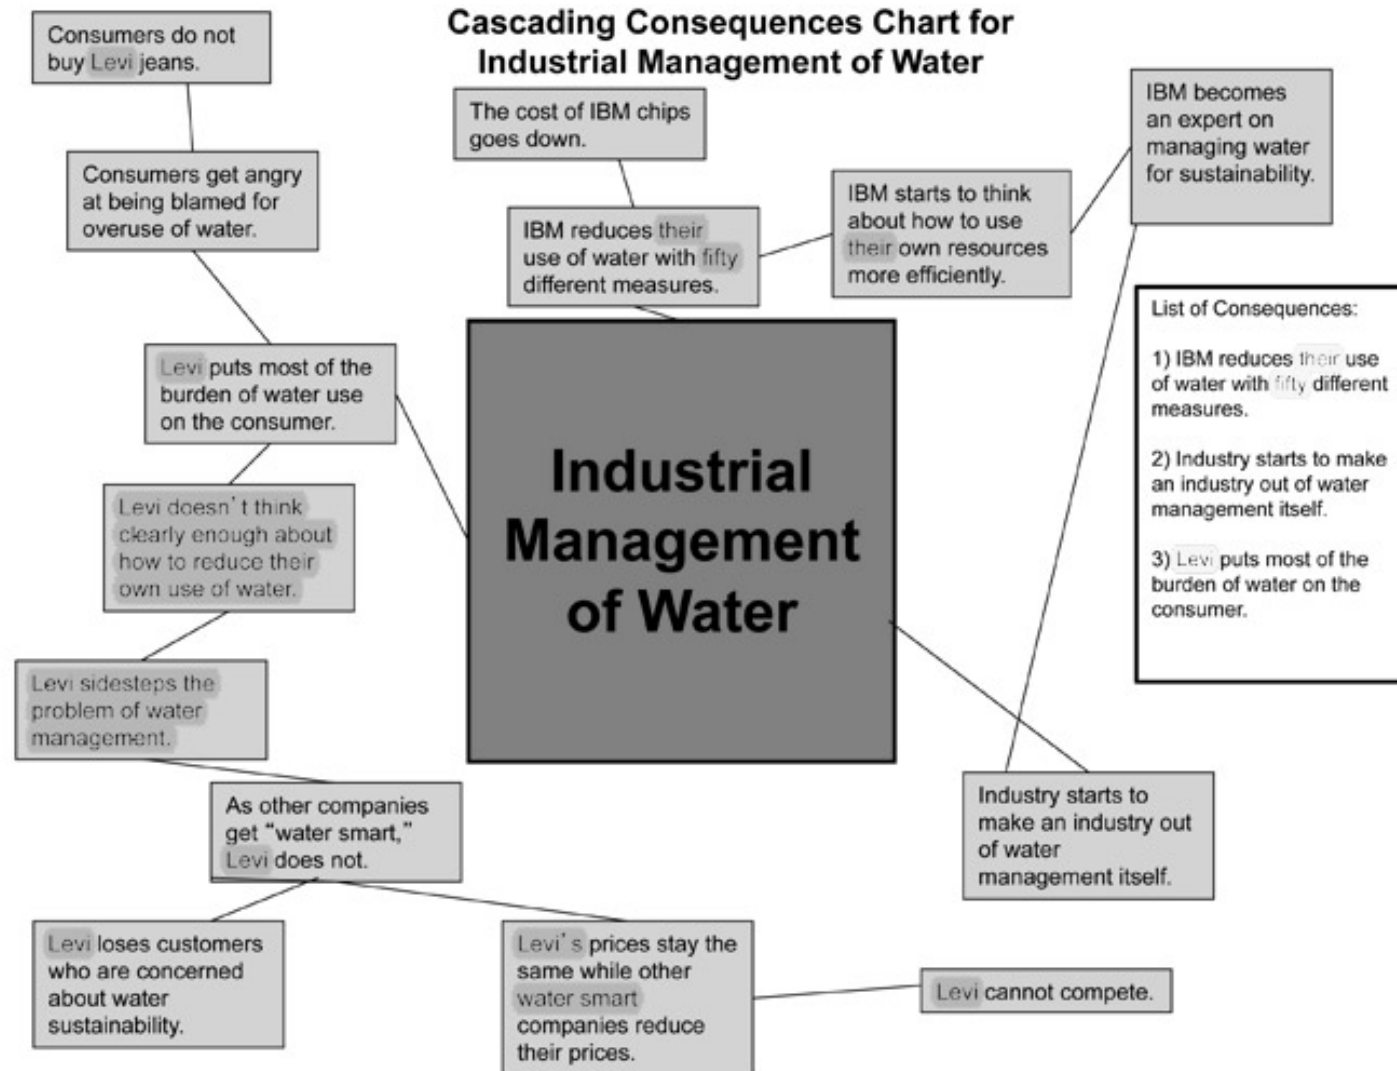 Cascading Consequences Chart for
Industrial Management of Water
Consumers do not
buy Levi jeans.
Consumers get angry
at being blamed for
overuse of water.
The cost of IBM chips
goes down.
IBM reduces their
use of water with fifty
different measures.
IBM starts to think
about how to use
their own resources
more efficiently.
IBM becomes
an expert on
managing water
for sustainability.
Levi puts most of the
burden of water use
on the consumer.
Levi doesn't think
clearly enough about
how to reduce their
own use of water.
Levi sidesteps the
problem of water
management.
As other companies
get “water smart,”
Levi does not.
Levi loses customers
who are concerned
about water
sustainability.
Levi's prices stay the
same while other
water smart
companies reduce
their prices.
Levi cannot compete.
Industrial
Management
of Water
Industry starts to
make an industry out
of water
management itself.
List of Consequences:
1) IBM reduces their use
of water with fifty different
measures.
2) Industry starts to make
an industry out of water
management itself.
3) Levi puts most of the
burden of water on the
consumer.